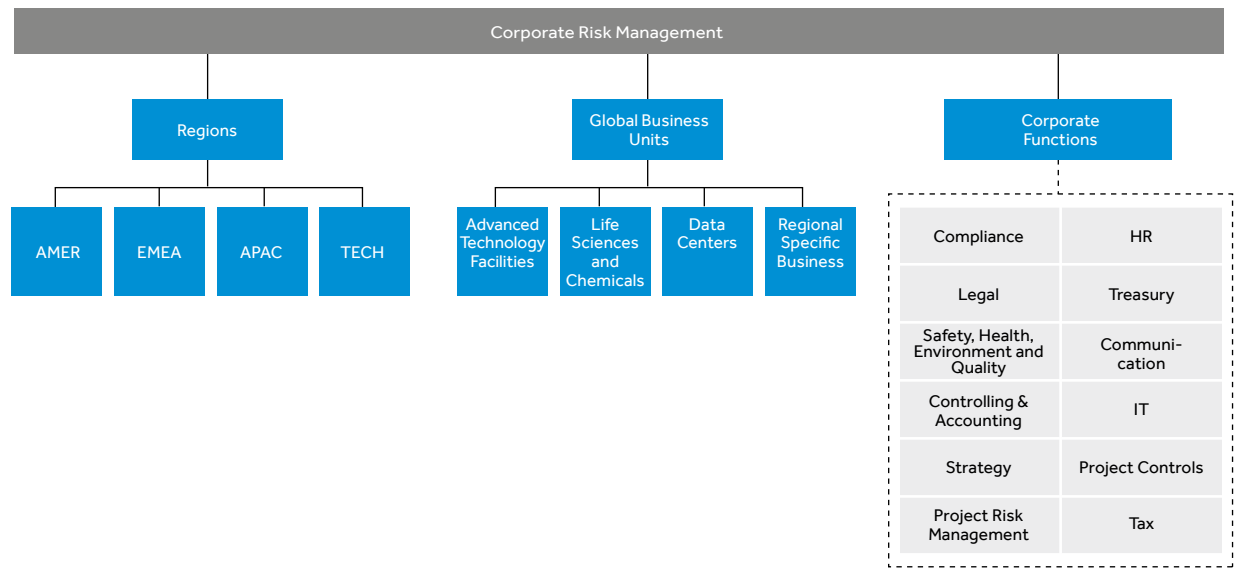 Corporate Risk Management
Regions
Global Business
Units
Corporate
Functions
AMER
EMEA
APAC
TECH
Advanced
Technology
Facilities
Life
Sciences
and
Chemicals
Data
Centers
Regional
Specific
Business
Compliance
HR
Legal
Treasury
Safety, Health,
Environment and
Quality
Communi-
cation
Controlling &
Accounting
IT
Strategy
Project Controls
Project Risk
Management
Tax